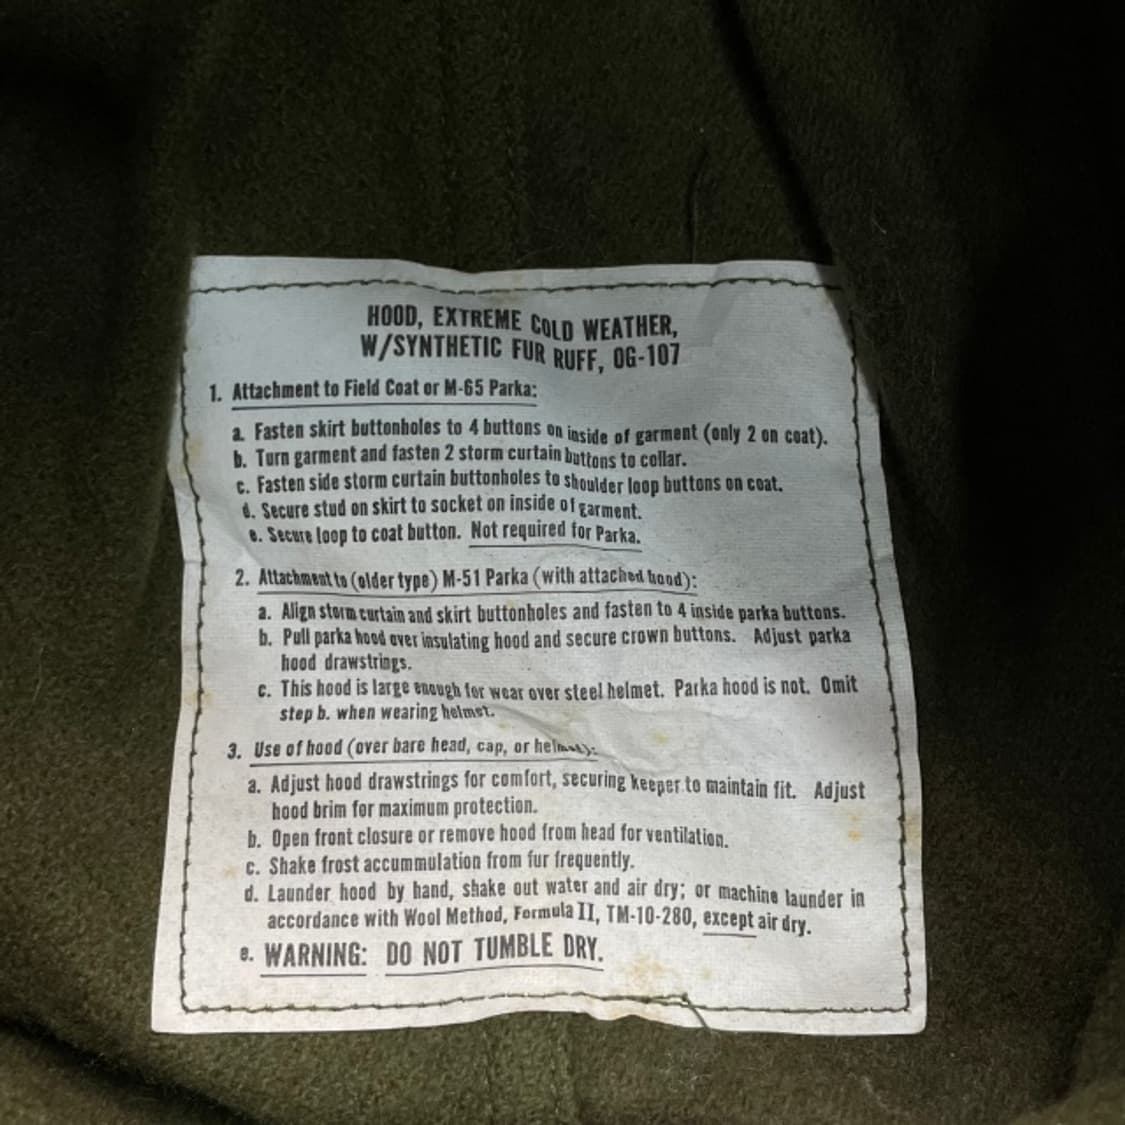 HOOD, EXTREME COLD WEATHER,
W/SYNTHETIC FUR RUFF, OG-107
1. Attachment to Field Coat or M-65 Parka:
a. Fasten skirt buttonholes to 4 buttons on inside of garment (only 2 on coat).
b. Turn garment and fasten 2 storm curtain buttons to collar.
c. Fasten side storm curtain buttonholes to shoulder loop buttons on coat.
d. Secure stud on skirt to socket on inside of garment.
e. Secure loop to coat button. Not required for Parka.
2. Attachment to (older type) M-51 Parka (with attached hood):
a. Align storm curtain and skirt buttonholes and fasten to 4 inside parka buttons.
b. Pull parka hood over insulating hood and secure crown buttons. Adjust parka
hood drawstrings.
c. This hood is large enough for wear over steel helmet. Parka hood is not. Omit
step b. when wearing helmet.
3. Use of hood (over bare head, cap, or helmet):
a. Adjust hood drawstrings for comfort, securing keeper to maintain fit. Adjust
hood brim for maximum protection.
b. Open front closure or remove hood from head for ventilation.
c. Shake frost accummulation from fur frequently.
d. Launder hood by hand, shake out water and air dry; or machine launder in
accordance with Wool Method, Formula II, TM-10-280, except air dry.
e. WARNING: DO NOT TUMBLE DRY.